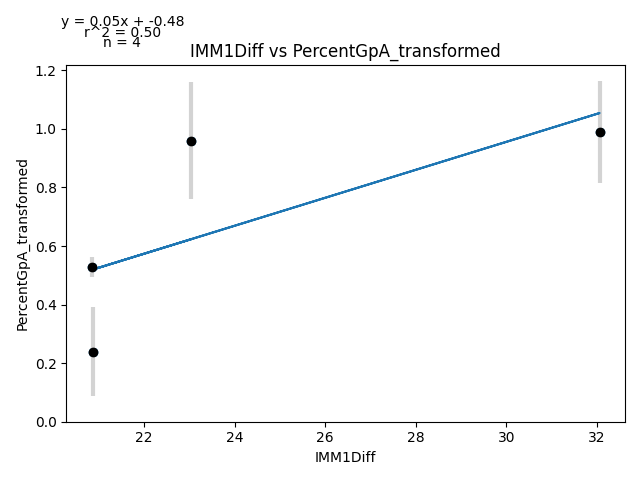 y = 0.05x + -0.48
r^2 = 0.50
n = 4
IMM1Diff vs PercentGpA_transformed
1.2
1.0
0.8
0.6
0.4
0.2
0.0
PercentGpA_transformed
22
24
26
28
30
32
IMM1Diff